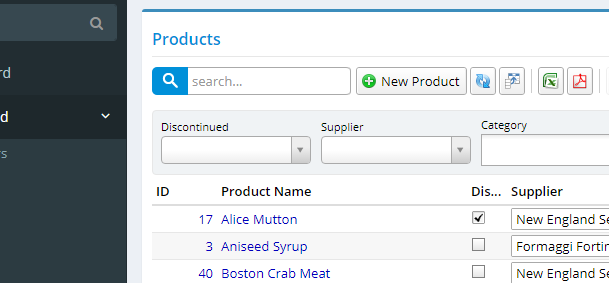 Products
rd
search...
New Product
d
Discontinued
Supplier
Category
rs
ID
Product Name
Dis...
Supplier
17
Alice Mutton
New England Se
3
Aniseed Syrup
Formaggi Fortin
40
Boston Crab Meat
New England Se